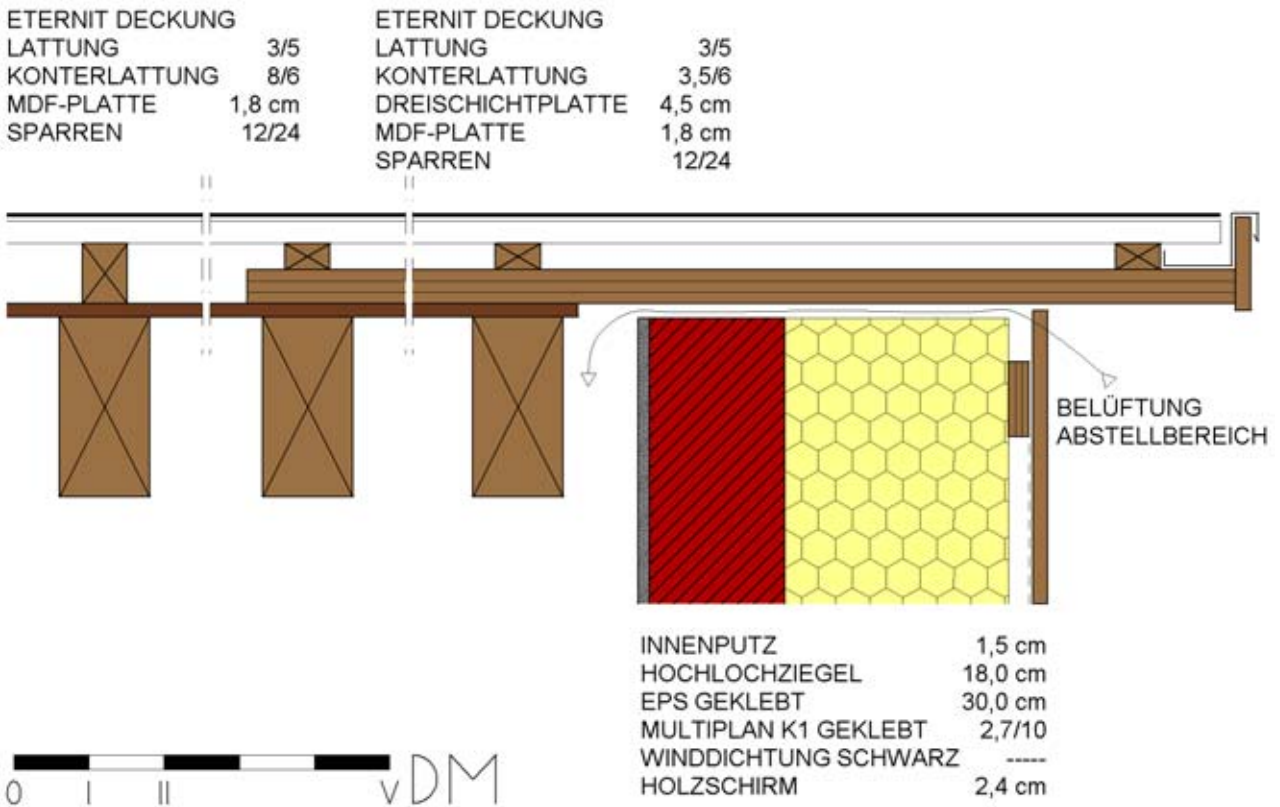 ETERNIT DECKUNG
LATTUNG 3/5
KONTERLATTUNG 8/6
MDF-PLATTE 1,8 cm
SPARREN 12/24
ETERNIT DECKUNG
LATTUNG 3/5
KONTERLATTUNG 3,5/6
DREISCHICHTPLATTE 4,5 cm
MDF-PLATTE 1,8 cm
SPARREN 12/24
BELÜFTUNG
ABSTELLBEREICH
INNENPUTZ 1,5 cm
HOCHLOCHZIEGEL 18,0 cm
EPS GEKLEBT 30,0 cm
MULTIPLAN K1 GEKLEBT 2,7/10
WINDDICHTUNG SCHWARZ -----
HOLZSCHIRM 2,4 cm
0 I II V DM